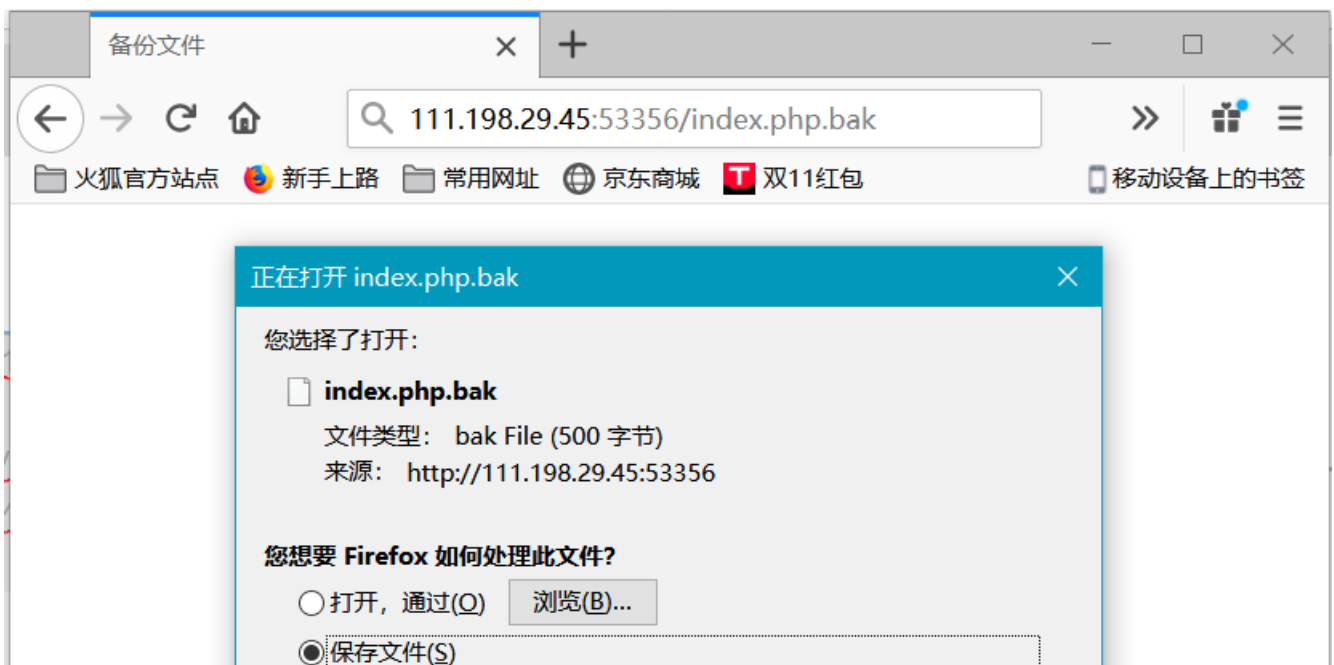 备份文件
111.198.29.45:53356/index.php.bak
火狐官方站点 新手上路 常用网址 京东商城 双11红包 移动设备上的书签
正在打开 index.php.bak
您选择了打开：
index.php.bak
文件类型： bak File (500 字节)
来源： http://111.198.29.45:53356
您想要 Firefox 如何处理此文件?
打开，通过(O) 浏览(B)...
保存文件(S)